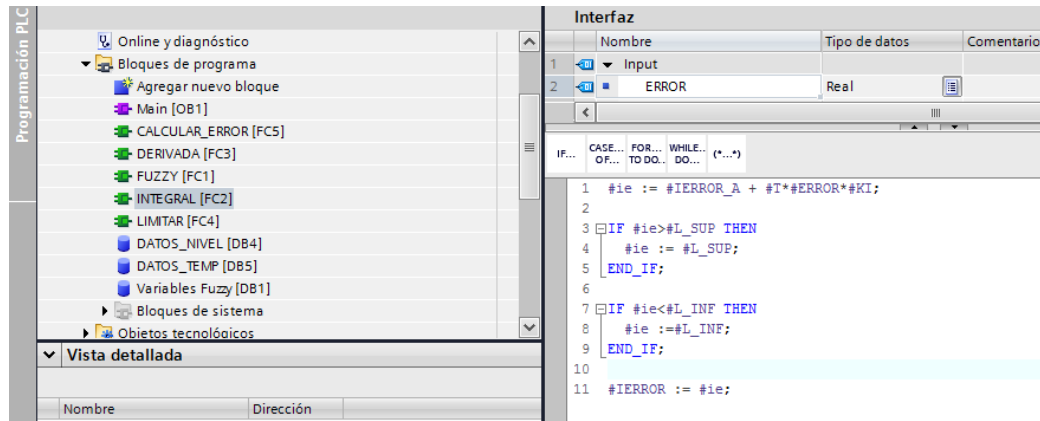 Programación PLC
Online y diagnóstico
Bloques de programa
Agregar nuevo bloque
Main [OB1]
CALCULAR_ERROR [FC5]
DERIVADA [FC3]
FUZZY [FC1]
INTEGRAL [FC2]
LIMITAR [FC4]
DATOS_NIVEL [DB4]
DATOS_TEMP [DB5]
Variables Fuzzy [DB1]
Bloques de sistema
Objetos tecnológicos
Vista detallada
Nombre Dirección
Interfaz
Nombre Tipo de datos Comentario
1 Input
2 ERROR Real
IF... CASE... OF... FOR... TO DO.. WHILE.. DO... (*...*)
1 #ie := #IERROR_A + #T*#ERROR*#KI;
2
3 IF #ie>#L_SUP THEN
4 #ie := #L_SUP;
5 END_IF;
6
7 IF #ie<#L_INF THEN
8 #ie :=#L_INF;
9 END_IF;
10
11 #IERROR := #ie;